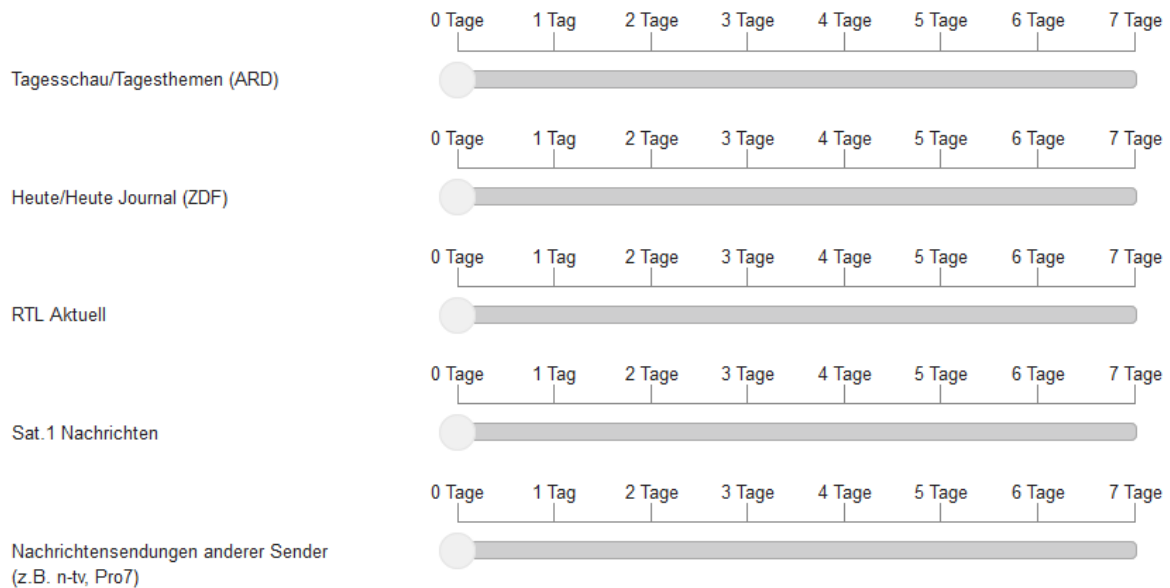 0 Tage 1 Tag 2 Tage 3 Tage 4 Tage 5 Tage 6 Tage 7 Tage
Tagesschau/Tagesthemen (ARD)
0 Tage 1 Tag 2 Tage 3 Tage 4 Tage 5 Tage 6 Tage 7 Tage
Heute/Heute Journal (ZDF)
0 Tage 1 Tag 2 Tage 3 Tage 4 Tage 5 Tage 6 Tage 7 Tage
RTL Aktuell
0 Tage 1 Tag 2 Tage 3 Tage 4 Tage 5 Tage 6 Tage 7 Tage
Sat.1 Nachrichten
0 Tage 1 Tag 2 Tage 3 Tage 4 Tage 5 Tage 6 Tage 7 Tage
Nachrichtensendungen anderer Sender
(z.B. n-tv, Pro7)